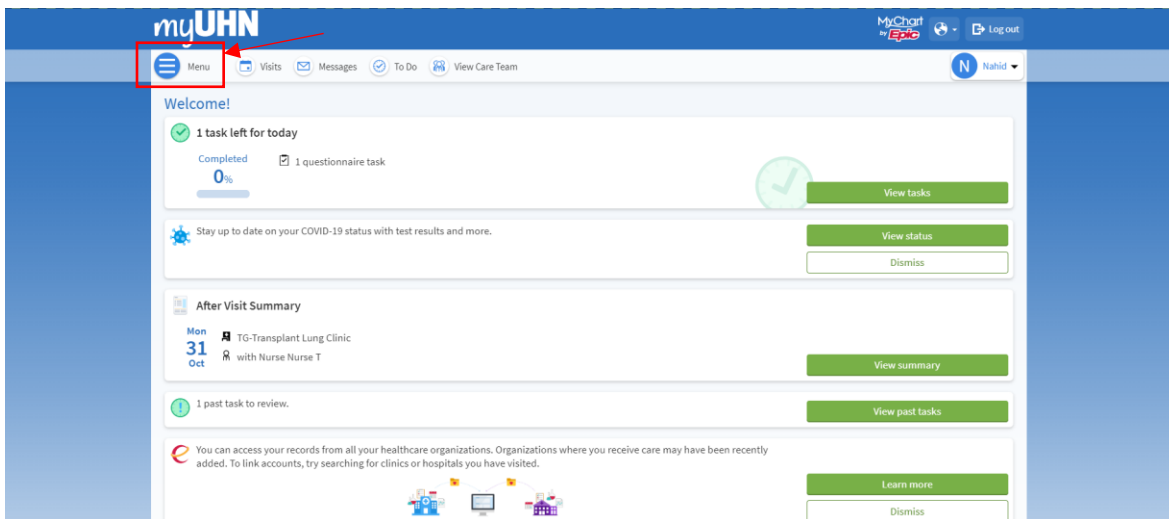 myUHN
MyChart
by Epic
Log out
Menu
Visits
Messages
To Do
View Care Team
N
Nahid
Welcome!
1 task left for today
Completed
0%
1 questionnaire task
View tasks
Stay up to date on your COVID-19 status with test results and more.
View status
Dismiss
After Visit Summary
Mon
31
Oct
TG-Transplant Lung Clinic
with Nurse Nurse T
View summary
1 past task to review.
View past tasks
You can access your records from all your healthcare organizations. Organizations where you receive care may have been recently
added. To link accounts, try searching for clinics or hospitals you have visited.
Learn more
Dismiss